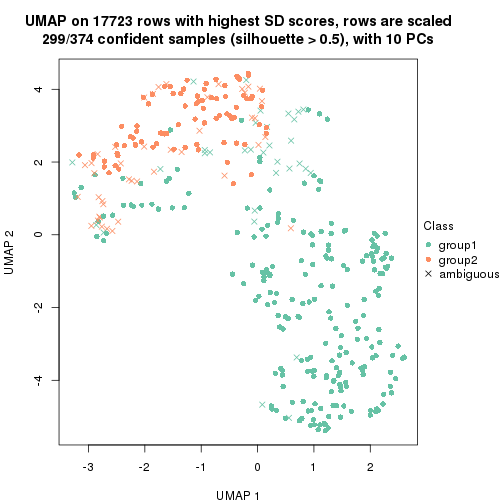 UMAP on 17723 rows with highest SD scores, rows are scaled
299/374 confident samples (silhouette > 0.5), with 10 PCs
4
2
0
-2
-4
UMAP 2
-3
-2
-1
0
1
2
UMAP 1
Class
group1
group2
ambiguous